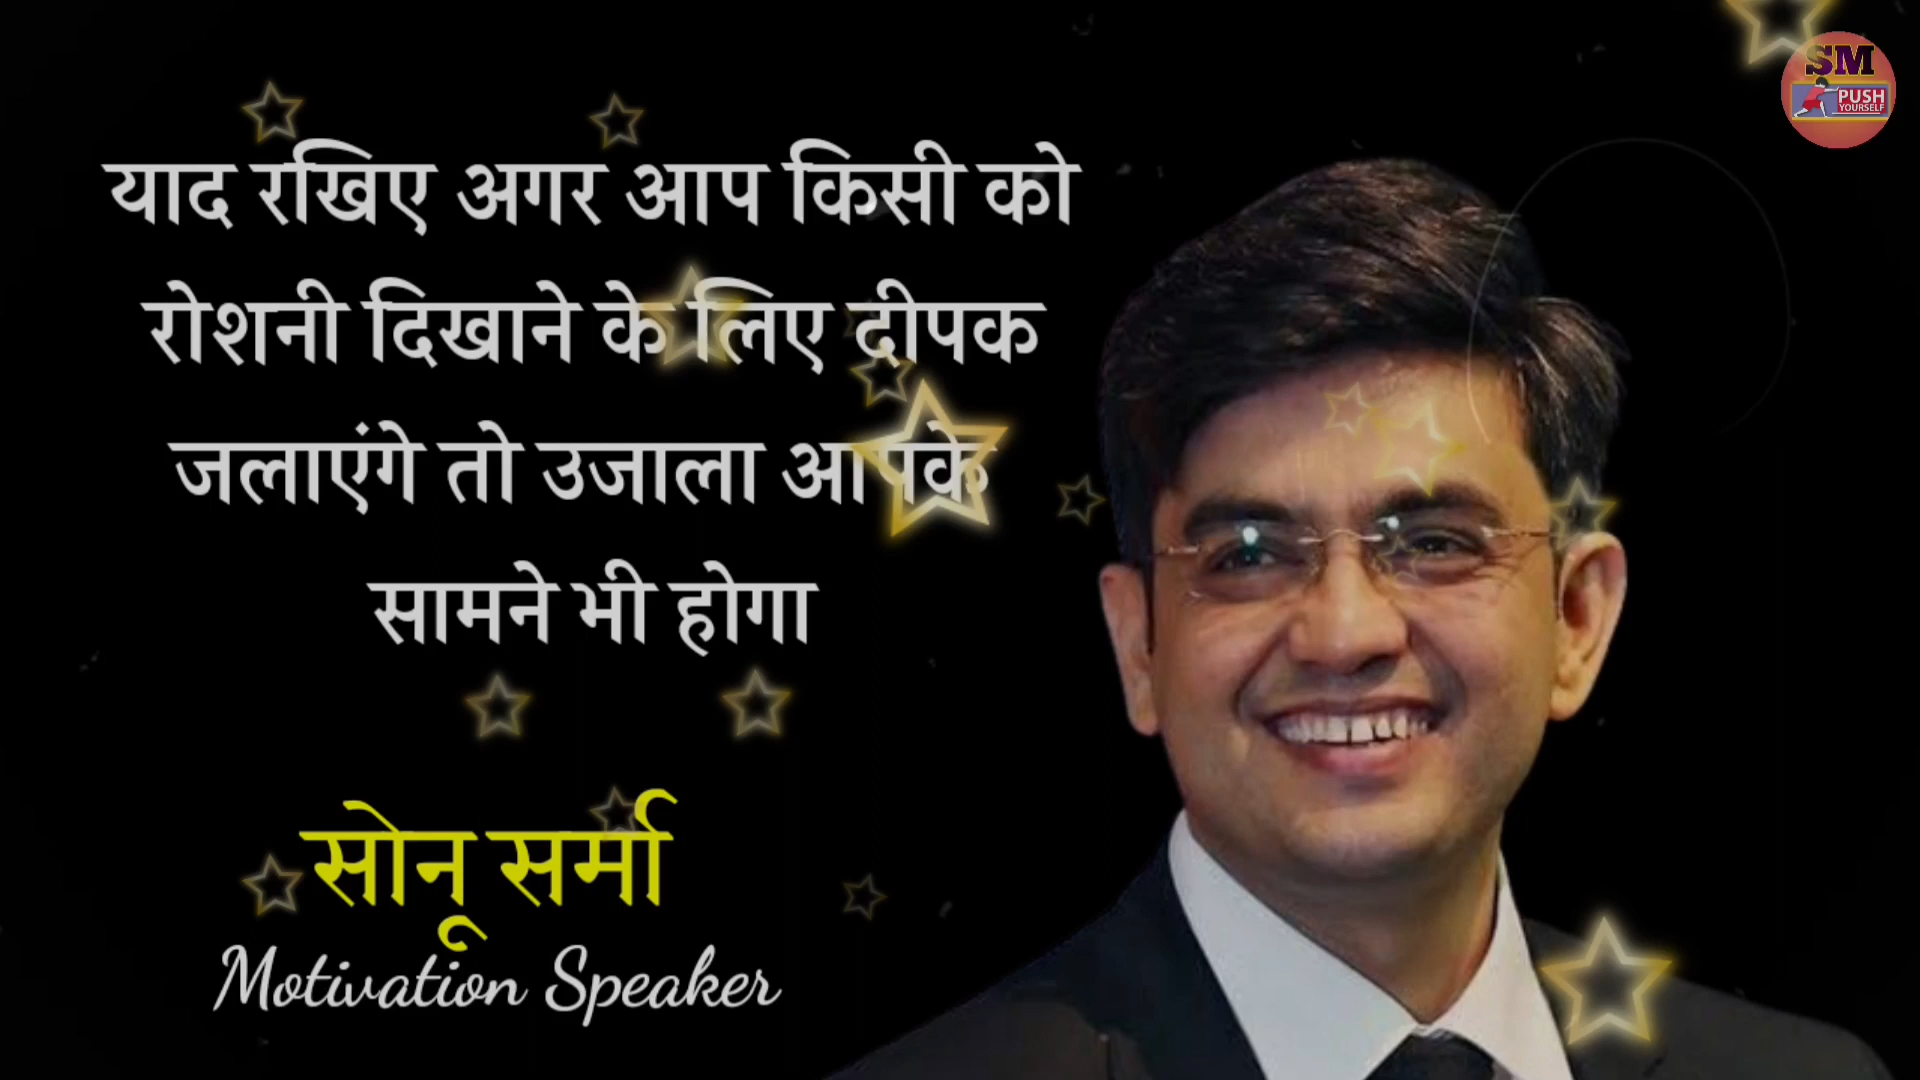 SM
PUSH
YOURSELF
याद रखिए अगर आप किसी को
रोशनी दिखाने के लिए दीपक
जलाएंगे तो उजाला आपके
सामने भी होगा
सोनू सर्मा
Motivation Speaker